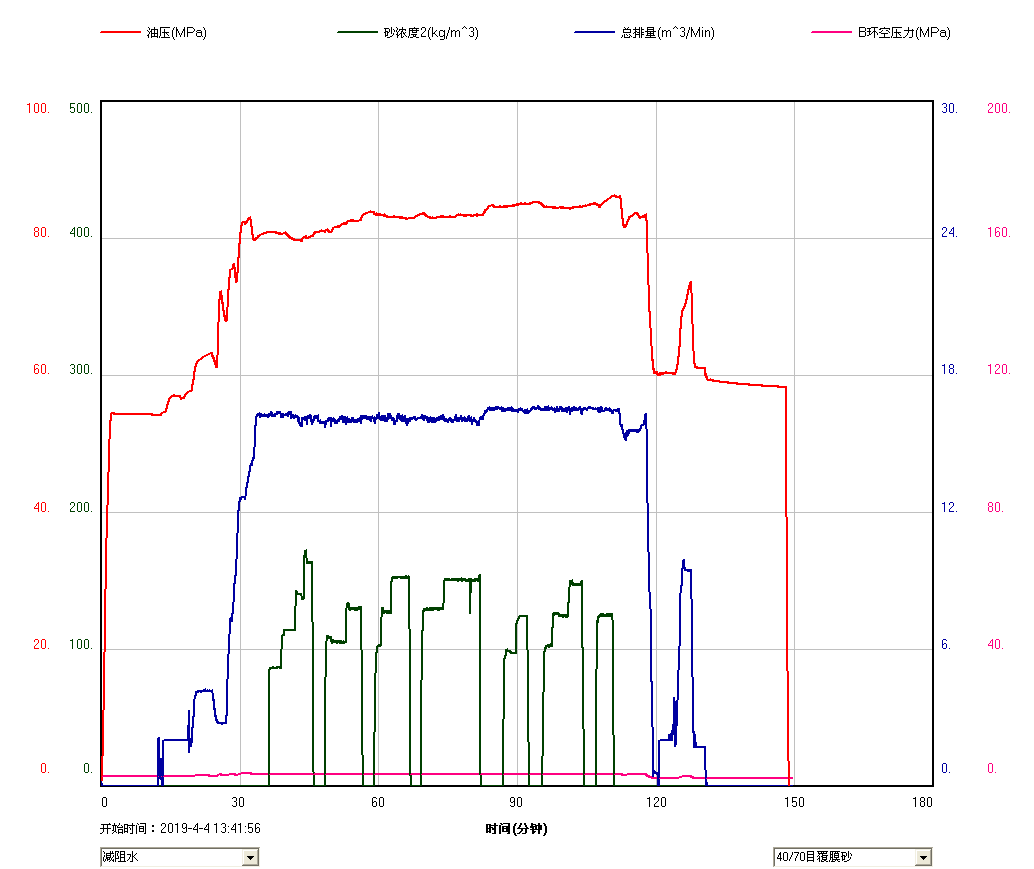 油压(MPa) 砂浓度2(kg/m^3) 总排量(m^3/Min) B环空压力(MPa)
100. 500. 30. 200.
80. 400. 24. 160.
60. 300. 18. 120.
40. 200. 12. 80.
20. 100. 6. 40.
0. 0. 0. 0.
0 30 60 90 120 150 180
开始时间：2019-4-4 13:41:56 时间(分钟)
减阻水 40/70目覆膜砂